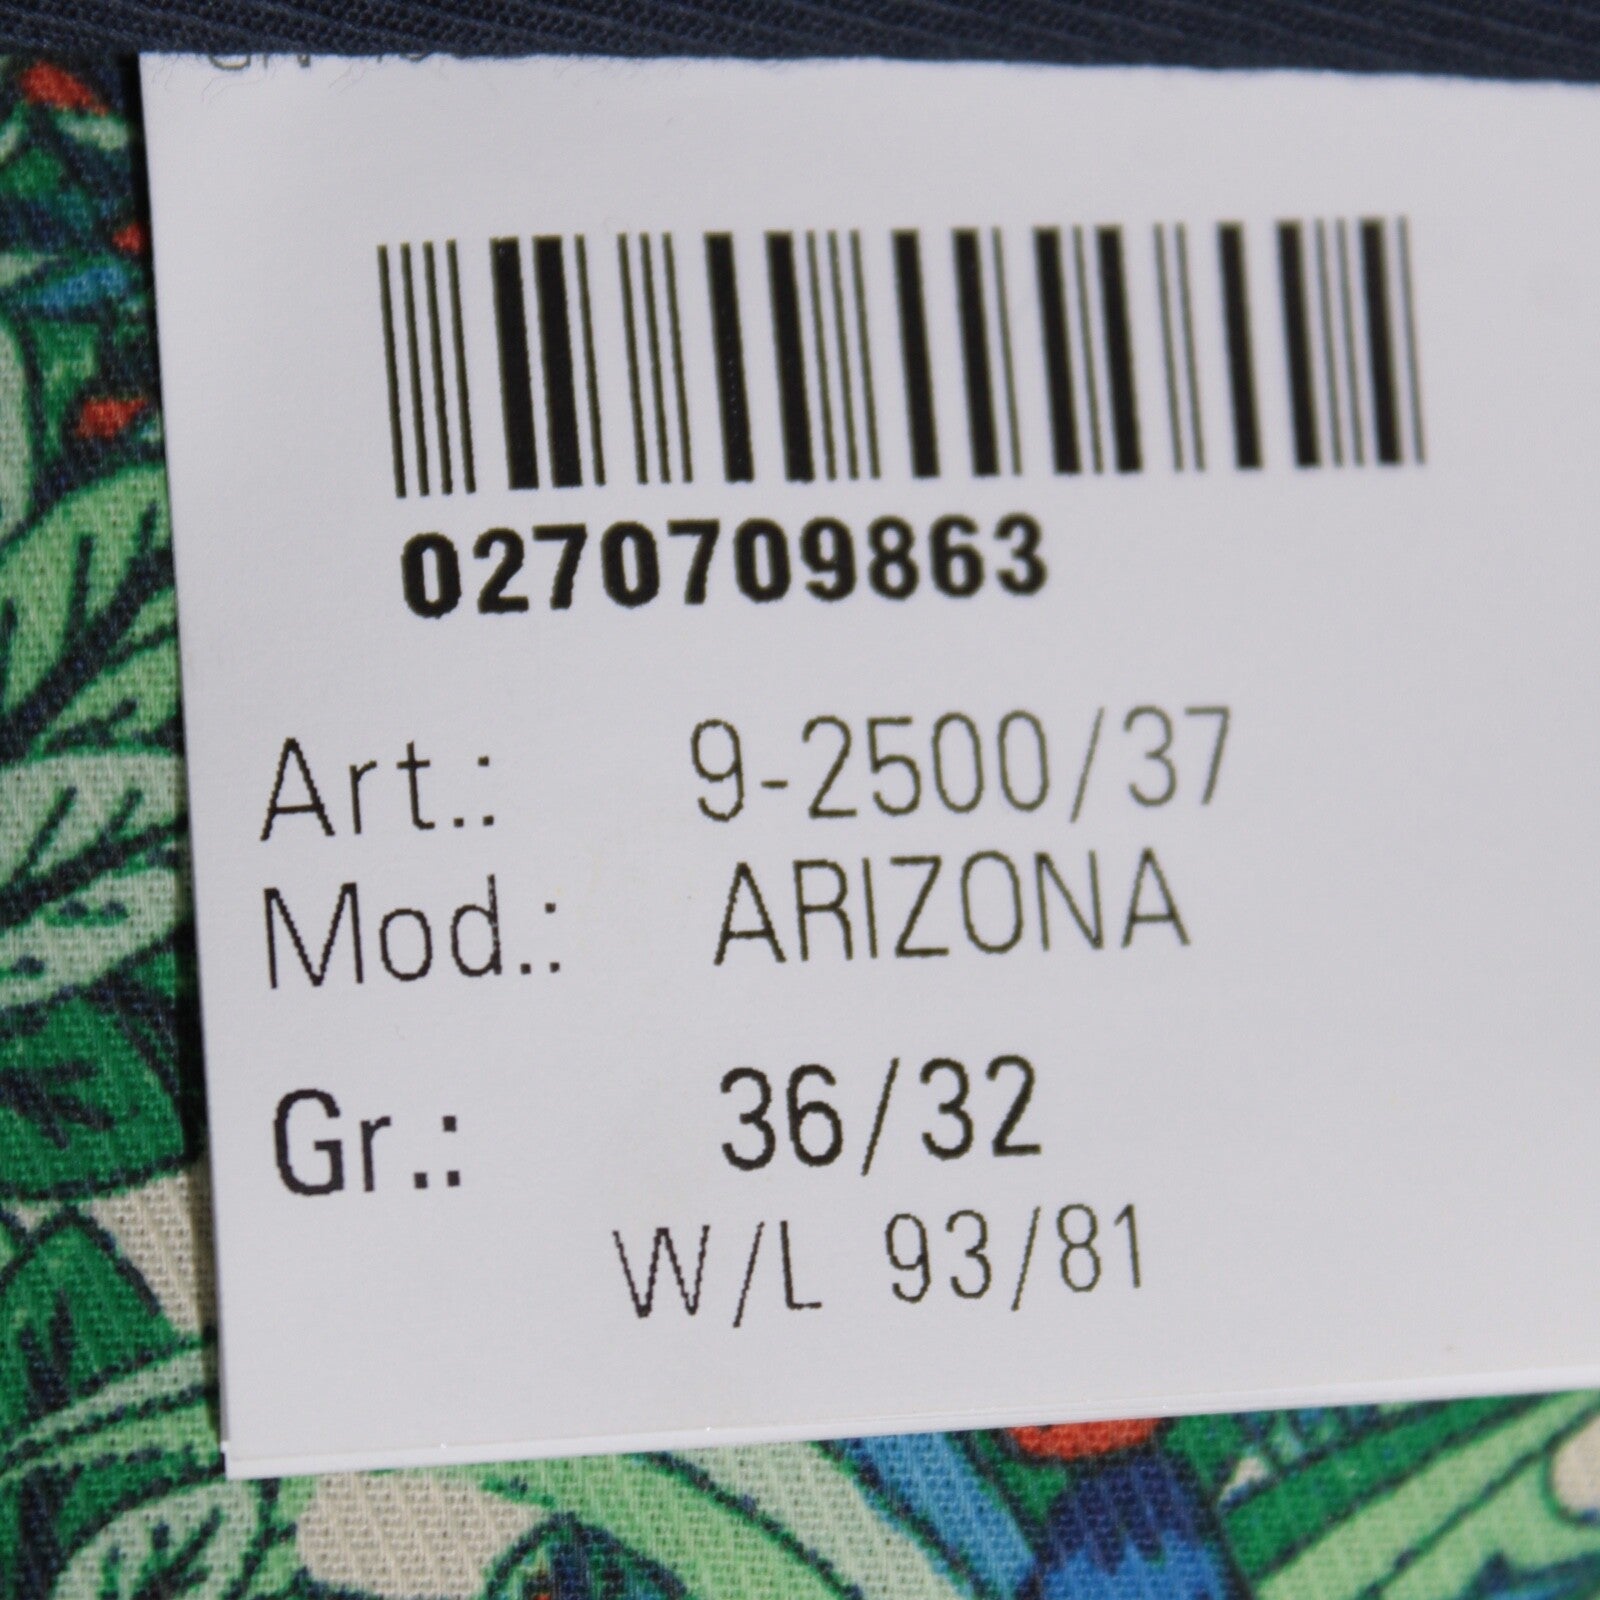 0270709863
Art.: 9-2500/37
Mod.: ARIZONA
Gr.: 36/32
W/L 93/81